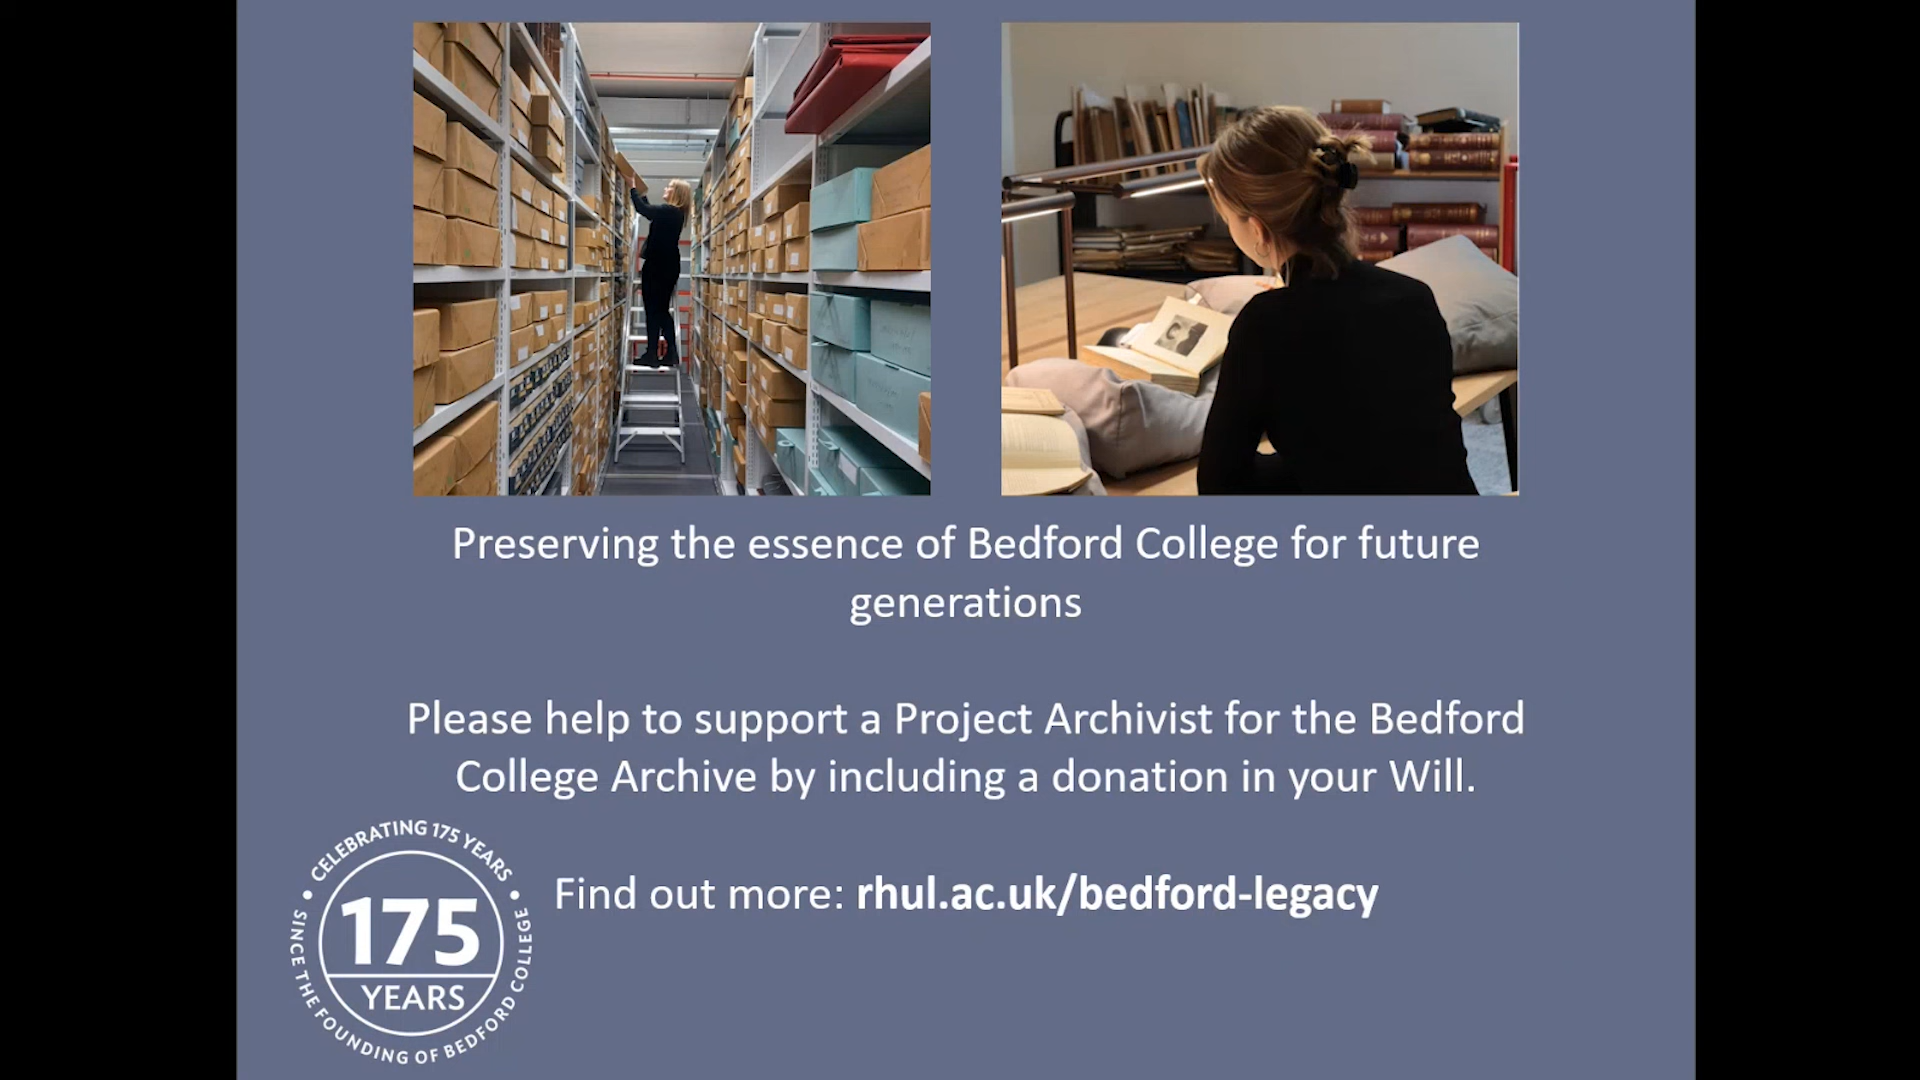 Preserving the essence of Bedford College for future
generations
Please help to support a Project Archivist for the Bedford
College Archive by including a donation in your Will.
Find out more: rhul.ac.uk/bedford-legacy
• CELEBRATING 175 YEARS •
175
YEARS
SINCE THE FOUNDING OF BEDFORD COLLEGE